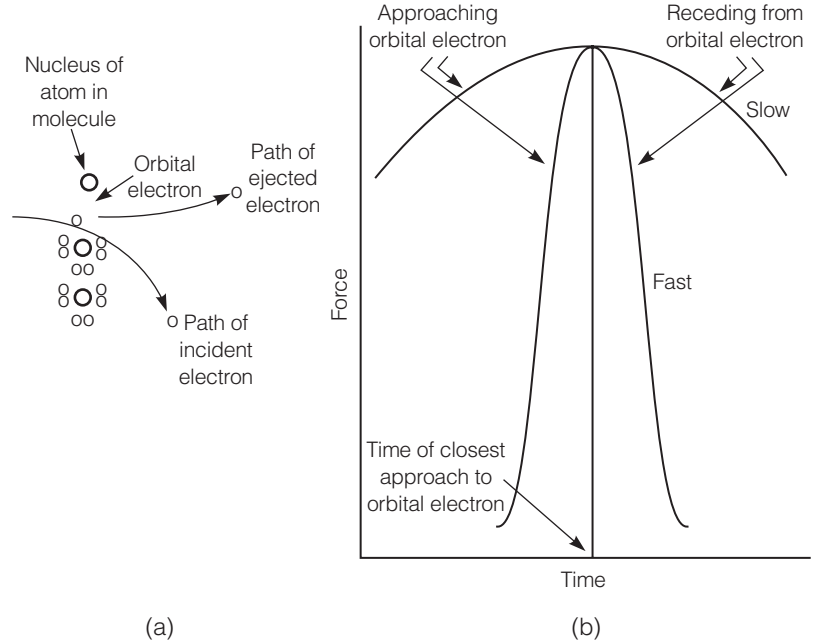 Nucleus of
atom in
molecule
Orbital
electron
Path of
ejected
electron
Path of
incident
electron
(a)
Approaching
orbital electron
Receding from
orbital electron
Slow
Fast
Force
Time of closest
approach to
orbital electron
Time
(b)